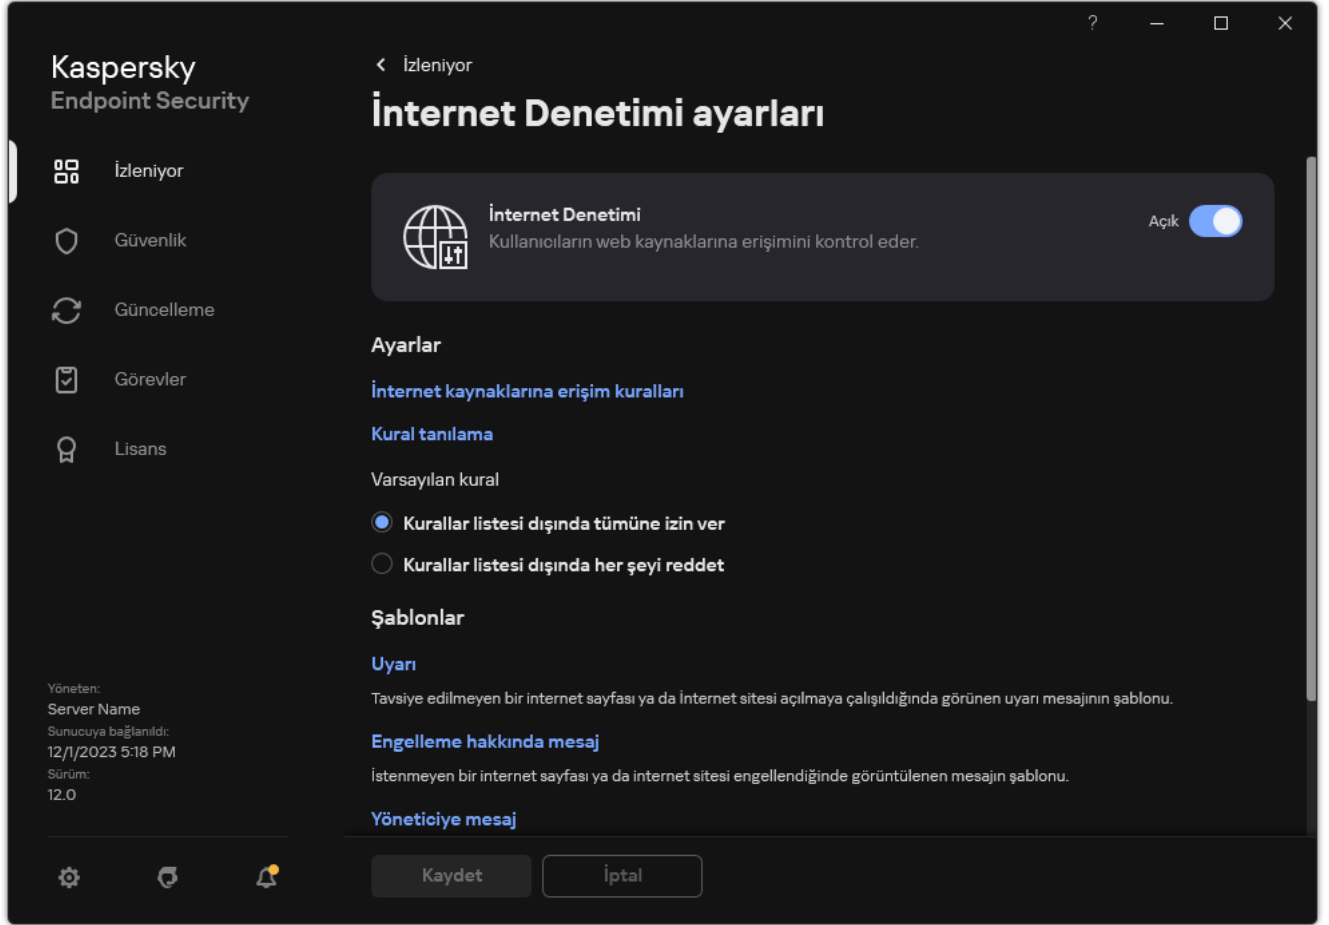 ?
Kaspersky
Endpoint Security
İzleniyor
Güvenlik
Güncelleme
Görevler
Lisans
Yöneten:
Server Name
Sunucuya bağlanıldı:
12/1/2023 5:18 PM
Sürüm:
12.0
İzleniyor
İnternet Denetimi ayarları
İnternet Denetimi
Kullanıcıların web kaynaklarına erişimini kontrol eder.
Açık
Ayarlar
İnternet kaynaklarına erişim kuralları
Kural tanılama
Varsayılan kural
Kurallar listesi dışında tümüne izin ver
Kurallar listesi dışında her şeyi reddet
Şablonlar
Uyarı
Tavsiye edilmeyen bir internet sayfası ya da İnternet sitesi açılmaya çalışıldığında görünen uyarı mesajının şablonu.
Engelleme hakkında mesaj
İstenmeyen bir internet sayfası ya da internet sitesi engellendiğinde görüntülenen mesajın şablonu.
Yöneticiye mesaj
Kaydet
İptal